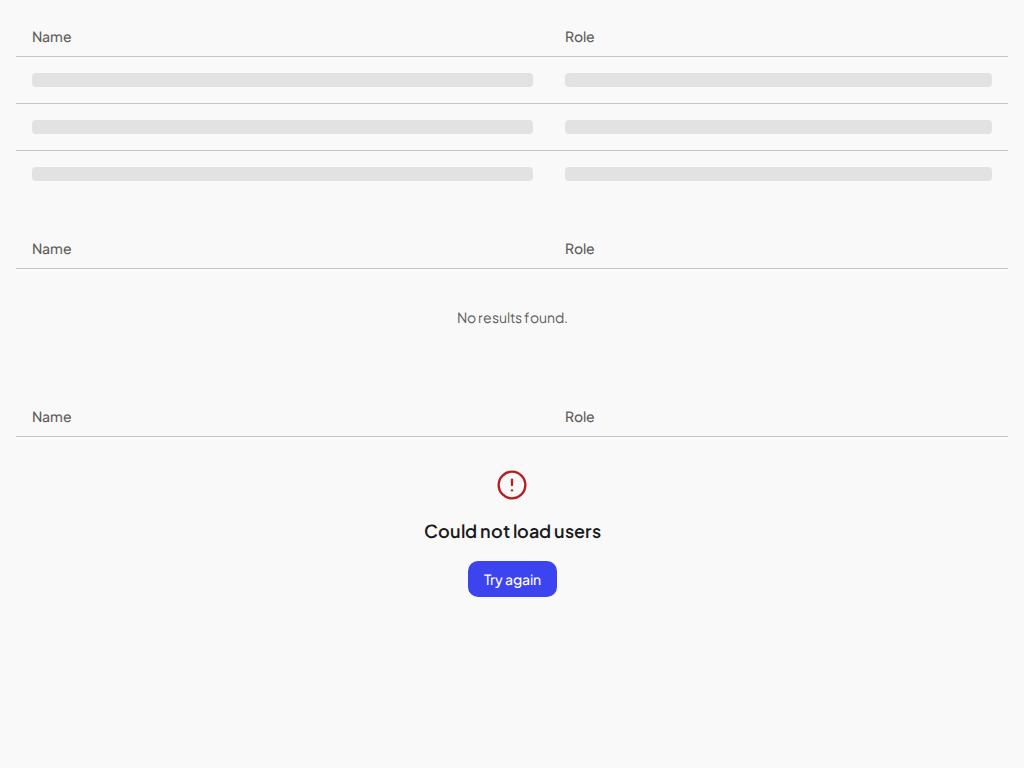 Name Role
Name Role
No results found.
Name Role
Could not load users
Try again